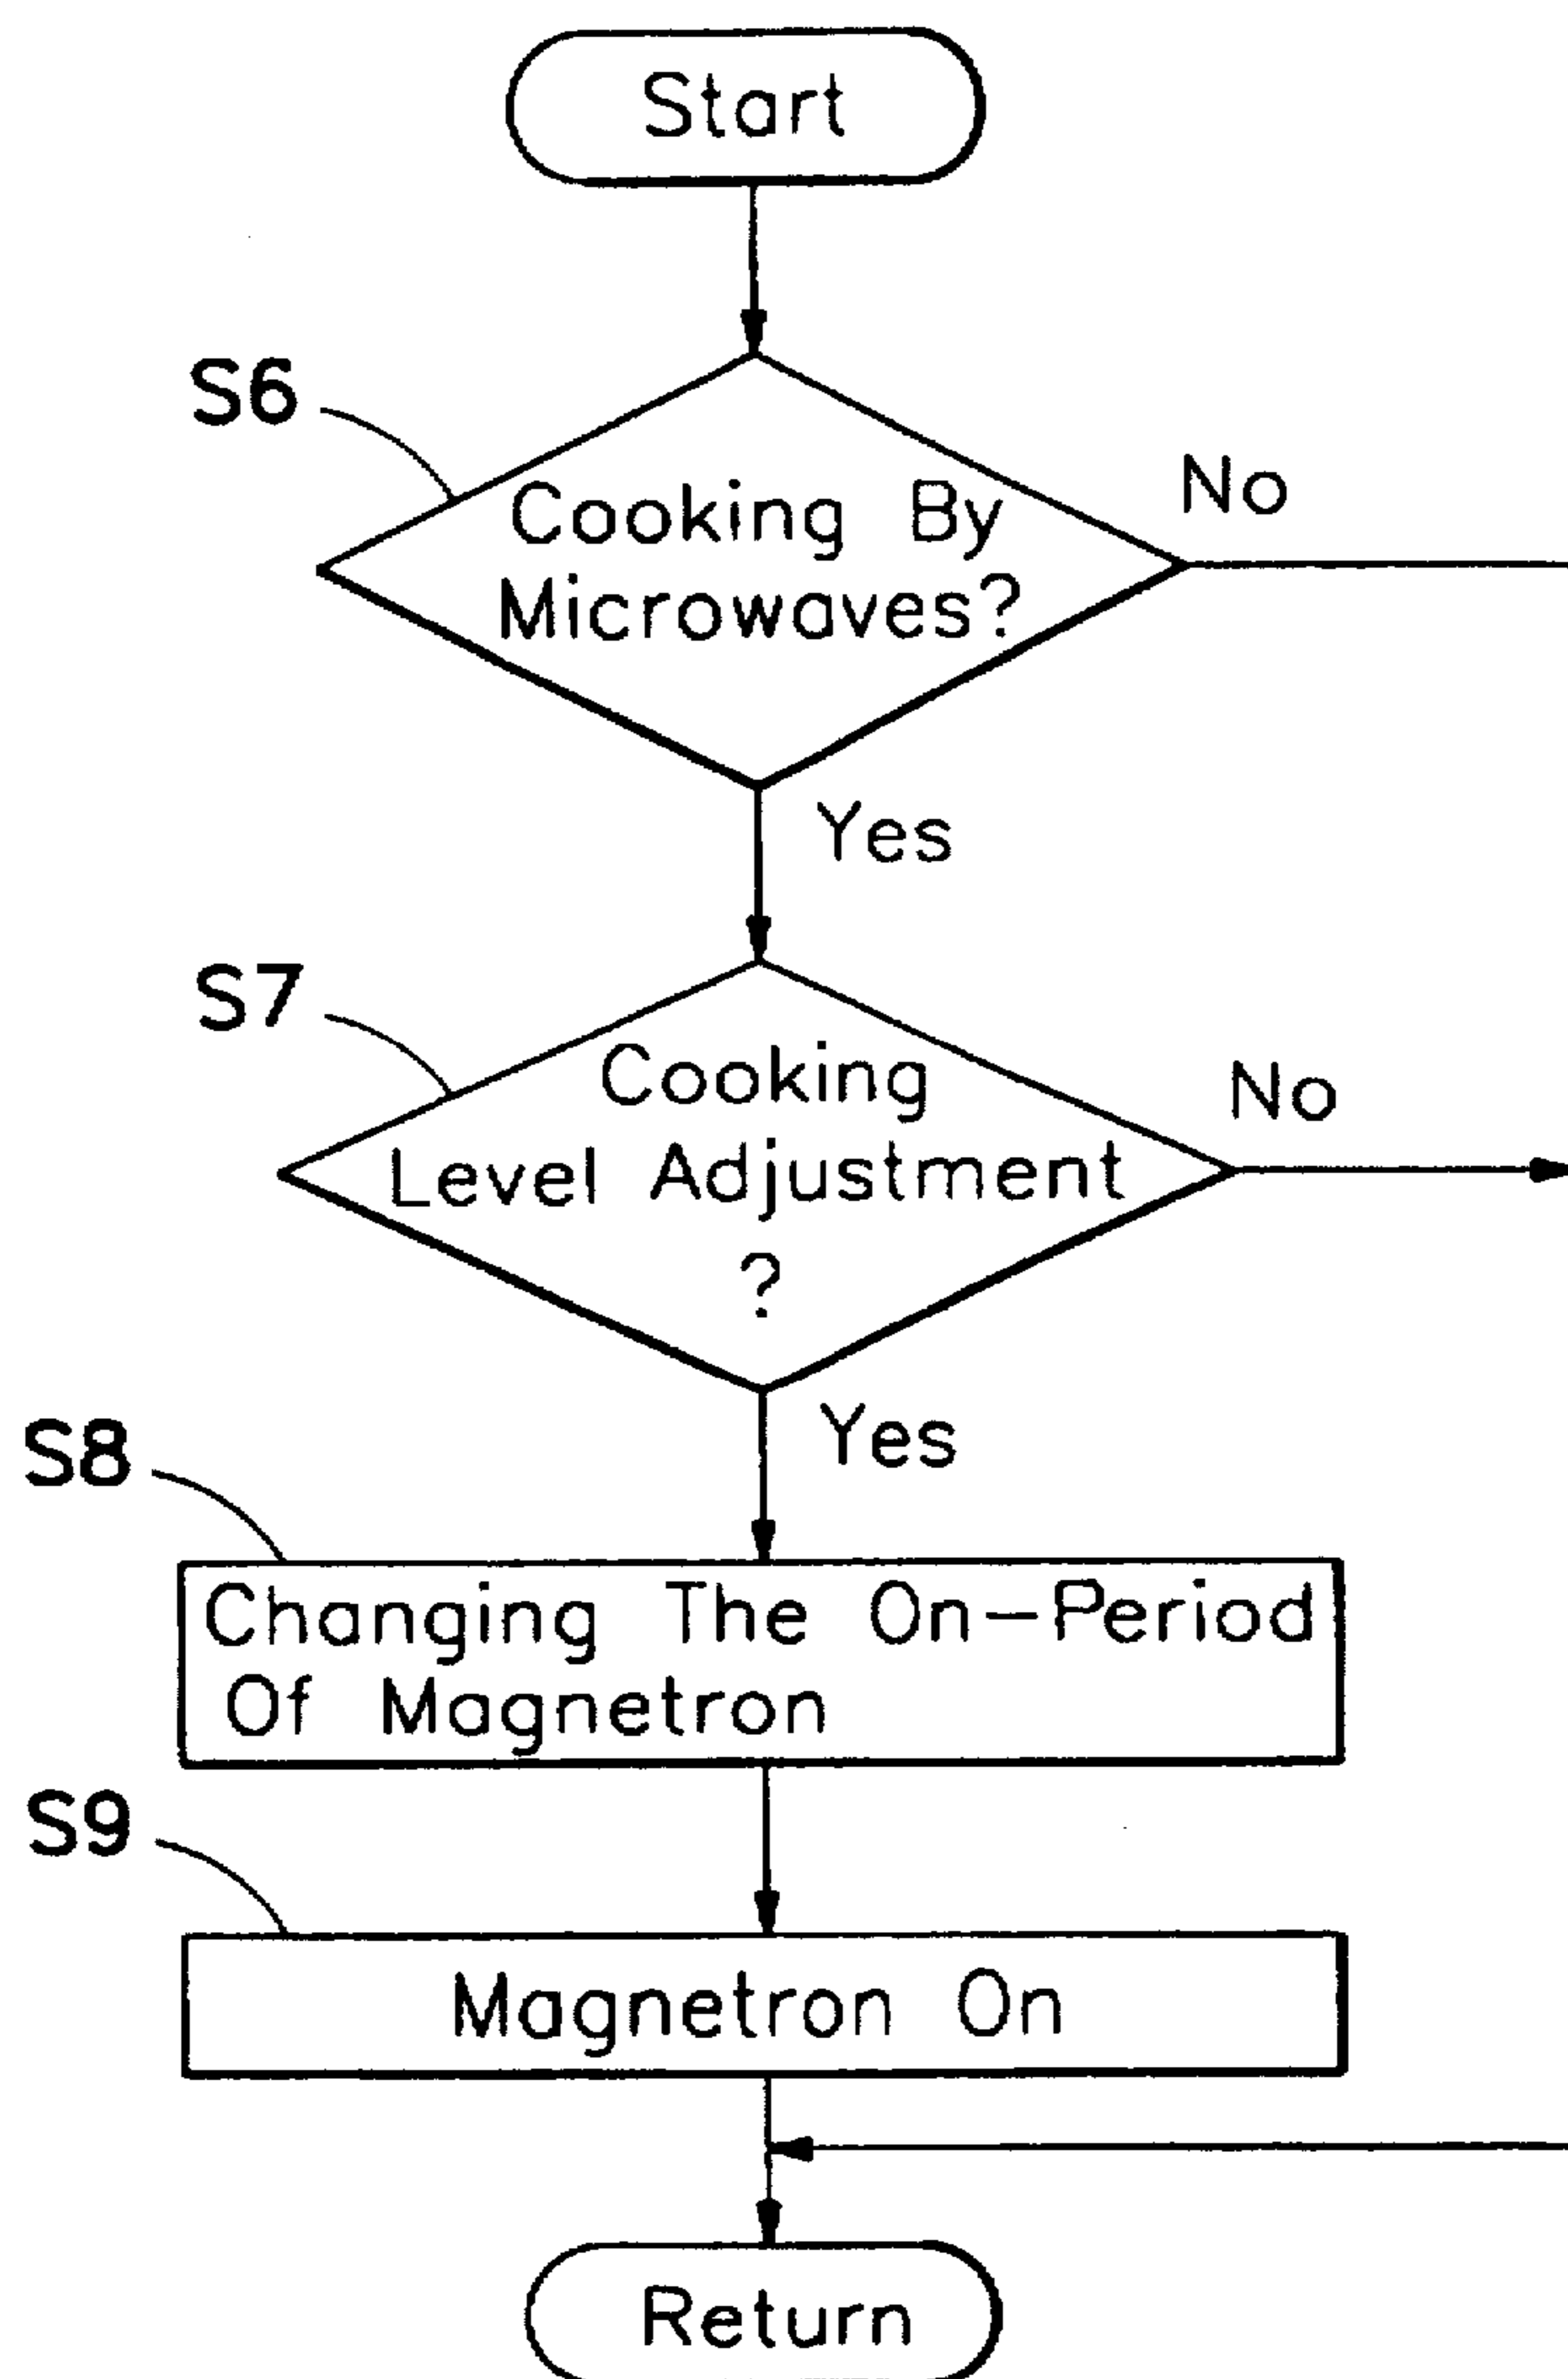 Start
S6
Cooking By
Microwaves?
No
Yes
S7
Cooking
Level Adjustment
?
No
Yes
S8
Changing The On-Period
Of Magnetron
S9
Magnetron On
Return